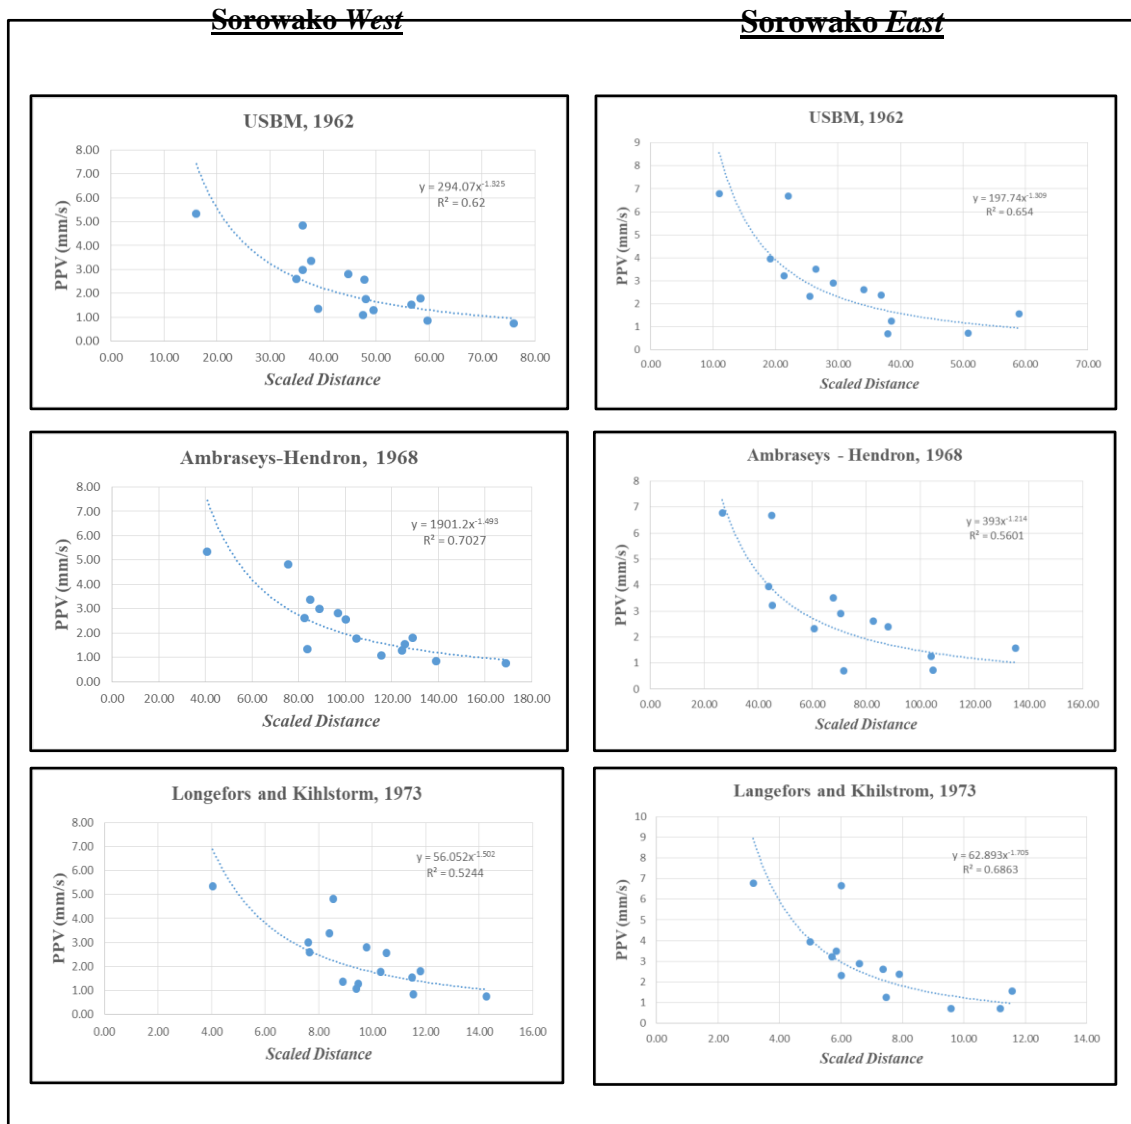 Sorowako West
Sorowako East
USBM, 1962
8.00
7.00
6.00
5.00
4.00
3.00
2.00
1.00
0.00
PPV (mm/s)
y = 294.07x^-1.325
R² = 0.62
0.00 10.00 20.00 30.00 40.00 50.00 60.00 70.00 80.00
Scaled Distance
USBM, 1962
9
8
7
6
5
4
3
2
1
0
PPV (mm/s)
y = 197.74x^-1.309
R² = 0.654
0.00 10.00 20.00 30.00 40.00 50.00 60.00 70.00
Scaled Distance
Ambraseys-Hendron, 1968
8.00
7.00
6.00
5.00
4.00
3.00
2.00
1.00
0.00
PPV (mm/s)
y = 1901.2x^-1.493
R² = 0.7027
0.00 20.00 40.00 60.00 80.00 100.00 120.00 140.00 160.00 180.00
Scaled Distance
Ambraseys - Hendron, 1968
8
7
6
5
4
3
2
1
0
PPV (mm/s)
y = 393x^-1.214
R² = 0.5601
0.00 20.00 40.00 60.00 80.00 100.00 120.00 140.00 160.00
Scaled Distance
Longefors and Kihlstorm, 1973
8.00
7.00
6.00
5.00
4.00
3.00
2.00
1.00
0.00
PPV (mm/s)
y = 56.052x^-1.502
R² = 0.5244
0.00 2.00 4.00 6.00 8.00 10.00 12.00 14.00 16.00
Scaled Distance
Langefors and Khilstrom, 1973
10
9
8
7
6
5
4
3
2
1
0
PPV (mm/s)
y = 62.893x^-1.705
R² = 0.6863
0.00 2.00 4.00 6.00 8.00 10.00 12.00 14.00
Scaled Distance